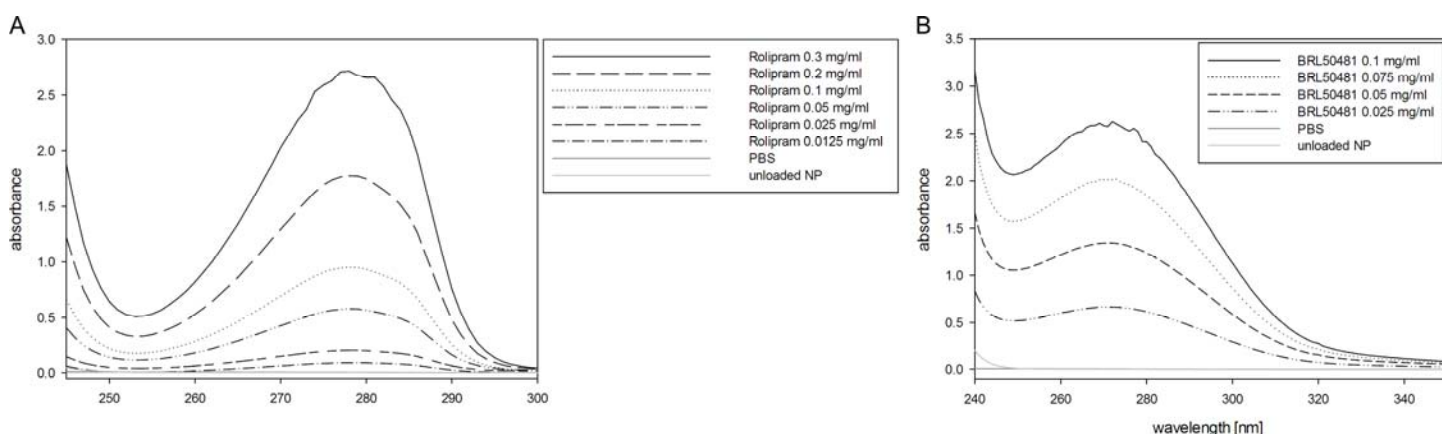 A
absorbance
3.0
2.5
2.0
1.5
1.0
0.5
0.0
250
260
270
280
290
300
Rolipram 0.3 mg/ml
Rolipram 0.2 mg/ml
Rolipram 0.1 mg/ml
Rolipram 0.05 mg/ml
Rolipram 0.025 mg/ml
Rolipram 0.0125 mg/ml
PBS
unloaded NP
B
absorbance
3.5
3.0
2.5
2.0
1.5
1.0
0.5
0.0
240
260
280
300
320
340
wavelength [nm]
BRL50481 0.1 mg/ml
BRL50481 0.075 mg/ml
BRL50481 0.05 mg/ml
BRL50481 0.025 mg/ml
PBS
unloaded NP